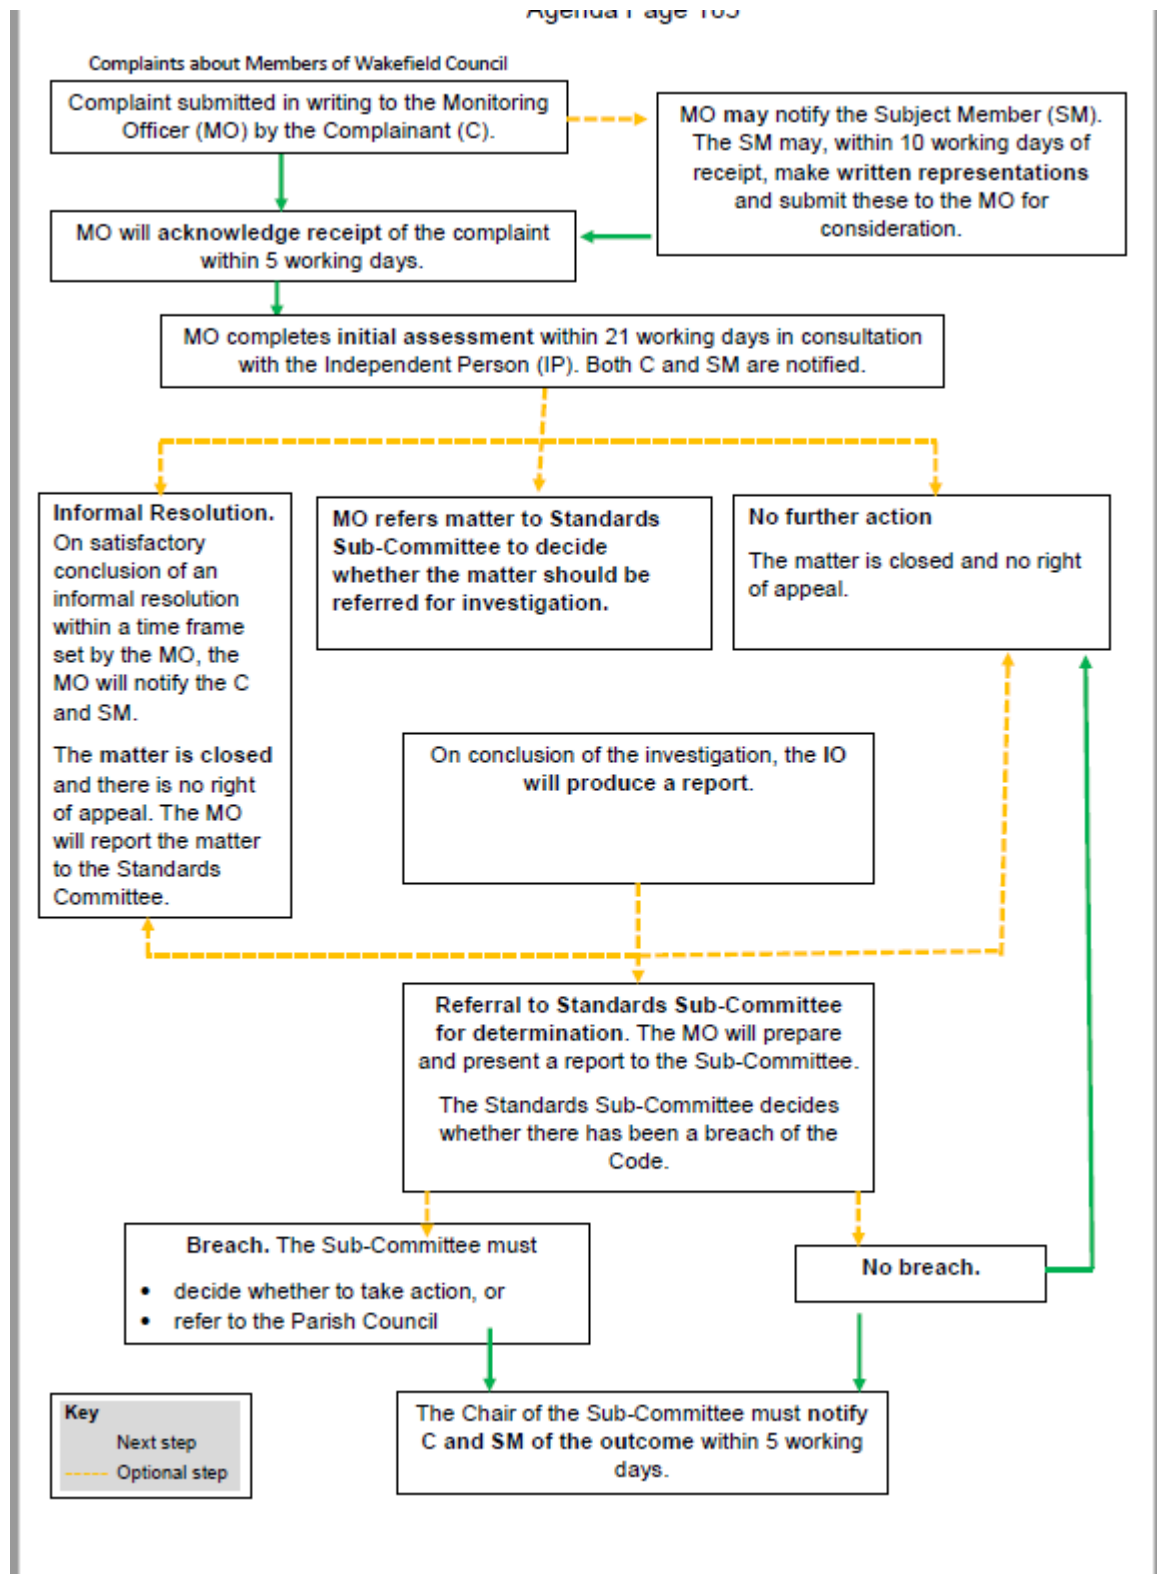 Agenda Page 165
Complaints about Members of Wakefield Council
Complaint submitted in writing to the Monitoring
Officer (MO) by the Complainant (C).
MO may notify the Subject Member (SM).
The SM may, within 10 working days of
receipt, make written representations
and submit these to the MO for
consideration.
MO will acknowledge receipt of the complaint
within 5 working days.
MO completes initial assessment within 21 working days in consultation
with the Independent Person (IP). Both C and SM are notified.
Informal Resolution.
On satisfactory
conclusion of an
informal resolution
within a time frame
set by the MO, the
MO will notify the C
and SM.
The matter is closed
and there is no right
of appeal. The MO
will report the matter
to the Standards
Committee.
MO refers matter to Standards
Sub-Committee to decide
whether the matter should be
referred for investigation.
No further action
The matter is closed and no right
of appeal.
On conclusion of the investigation, the IO
will produce a report.
Referral to Standards Sub-Committee
for determination. The MO will prepare
and present a report to the Sub-Committee.
The Standards Sub-Committee decides
whether there has been a breach of the
Code.
Breach. The Sub-Committee must
• decide whether to take action, or
• refer to the Parish Council
No breach.
Key
Next step
Optional step
The Chair of the Sub-Committee must notify
C and SM of the outcome within 5 working
days.